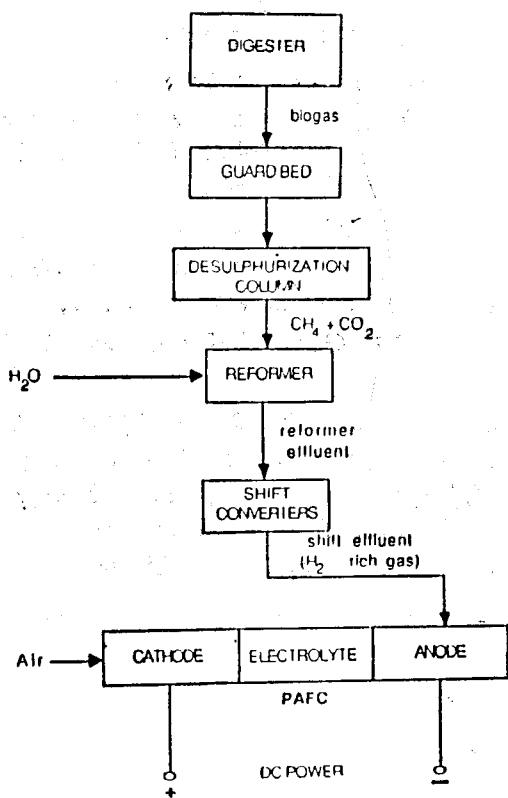 DIGESTER
biogas
GUARD BED
DESULPHURIZATION
COLUMN
CH₄ + CO₂
H₂O
REFORMER
reformer
effluent
SHIFT
CONVERTERS
shift effluent
(H₂ rich gas)
Air
CATHODE
ELECTROLYTE
ANODE
PAFC
DC POWER
+
−